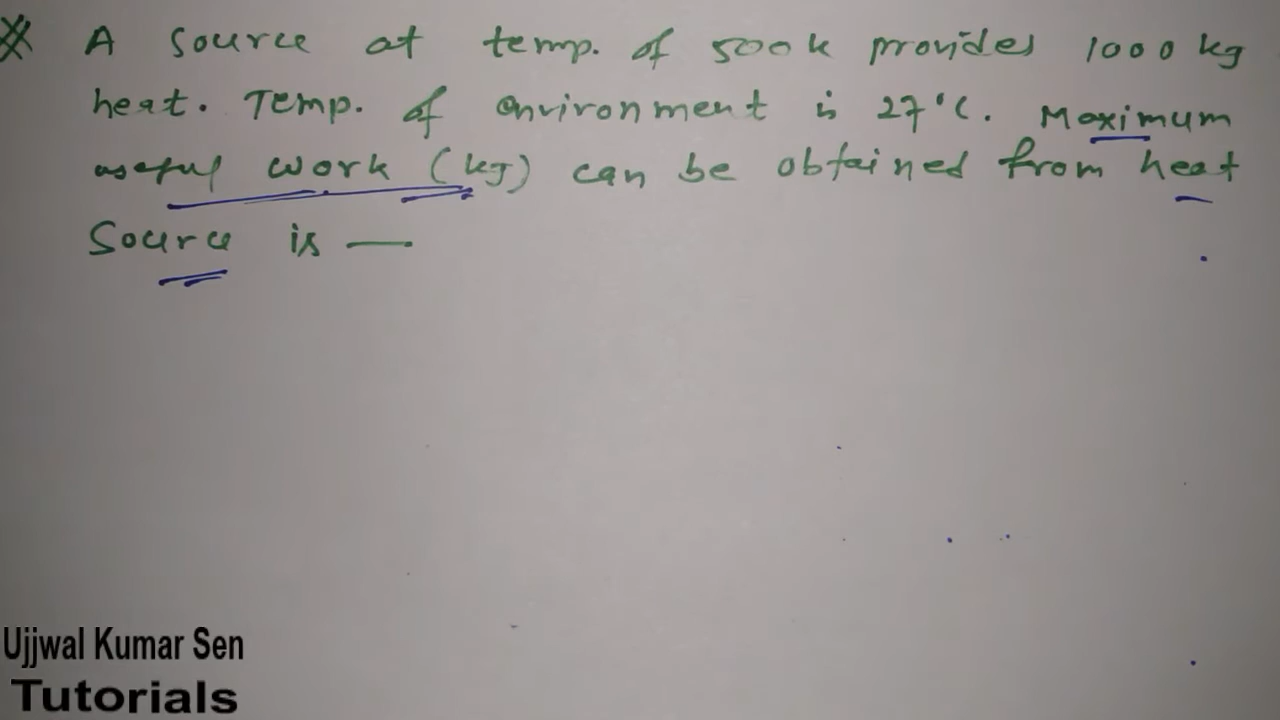 A source at temp. of 500k provides 1000 kg
heat. Temp. of environment is 27°C. Maximum
useful work (kJ) can be obtained from heat
Source is —
Ujjwal Kumar Sen
Tutorials